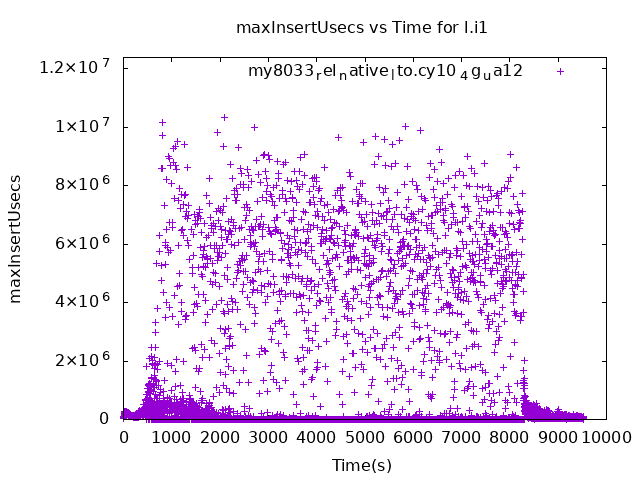 maxInsertUsecs vs Time for l.i1
my8033relnativelto.cy104gua12
maxInsertUsecs
1.2×10^7
1×10^7
8×10^6
6×10^6
4×10^6
2×10^6
0
0 1000 2000 3000 4000 5000 6000 7000 8000 9000 10000
Time(s)